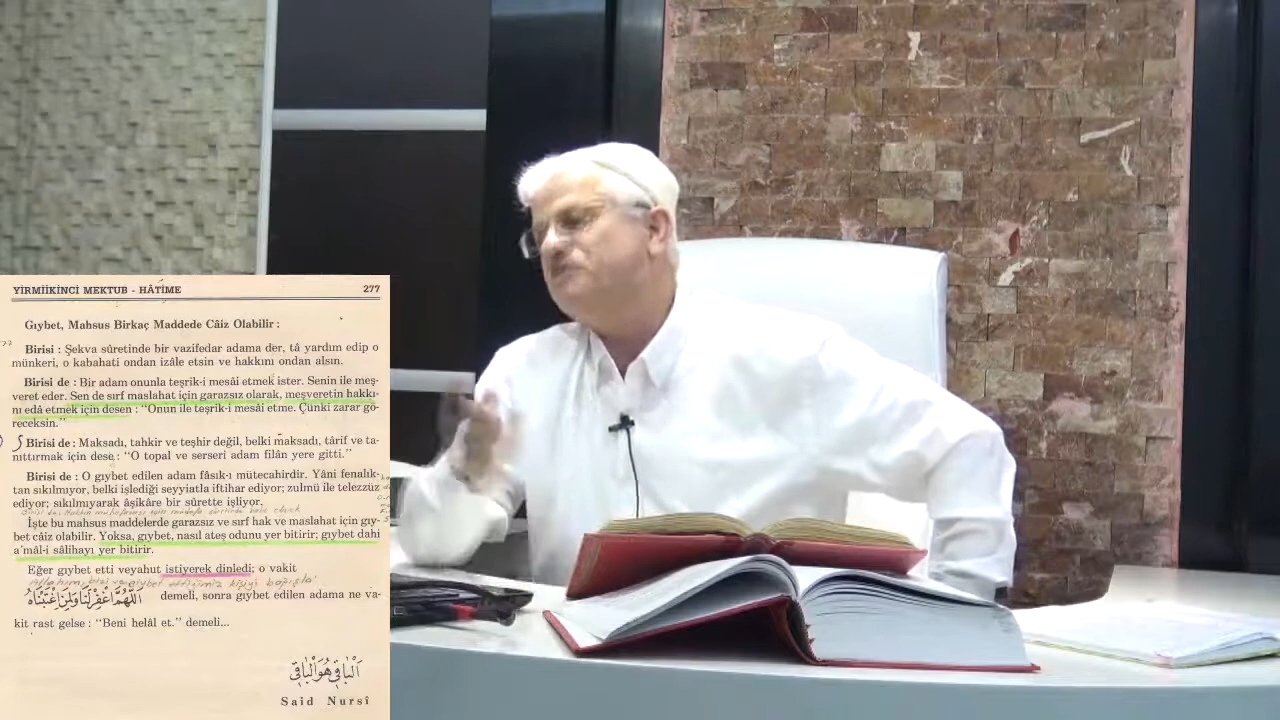 YİRMİİKİNCİ MEKTUB - HÂTİME 277
Gıybet, Mahsus Birkaç Maddede Câiz Olabilir :
Birisi : Şekva sûretinde bir vazifedar adama der, tâ yardım edip o
münkeri, o kabahati ondan izâle etsin ve hakkını ondan alsın.
Birisi de : Bir adam onunla teşrik-i mesâi etmek ister. Senin ile meş-
veret eder. Sen de sırf maslahat için garazsız olarak, meşveretin hakkı-
nı edâ etmek için desen : "Onun ile teşrik-i mesâi etme. Çünki zarar gö-
receksin."
Birisi de : Maksadı, tahkir ve teşhir değil, belki maksadı, târif ve ta-
nıttırmak için dese : "O topal ve serseri adam filân yere gitti."
Birisi de : O gıybet edilen adam fâsık-ı mütecahirdir. Yâni fenalık-
tan sıkılmıyor, belki işlediği seyyiatla iftihar ediyor; zulmü ile telezzüz
ediyor; sıkılmıyarak âşikâre bir sûrette işliyor.
İşte bu mahsus maddelerde garazsız ve sırf hak ve maslahat için gıy-
bet câiz olabilir. Yoksa, gıybet, nasıl ateş odunu yer bitirir; gıybet dahi
a'mâl-i sâlihayı yer bitirir.
Eğer gıybet etti veyahut istiyerek dinledi; o vakit
Allahım, bizi ve gıybet ettiğimiz kişiyi bağışla
اَللّٰهُمَّ اغْفِرْلَنَا وَلِمَنِ اغْتَبْنَاهُ demeli, sonra gıybet edilen adama ne va-
kit rast gelse : "Beni helâl et." demeli...
اَلْبَاقِي هُوَ الْبَاقِي
Said Nursî